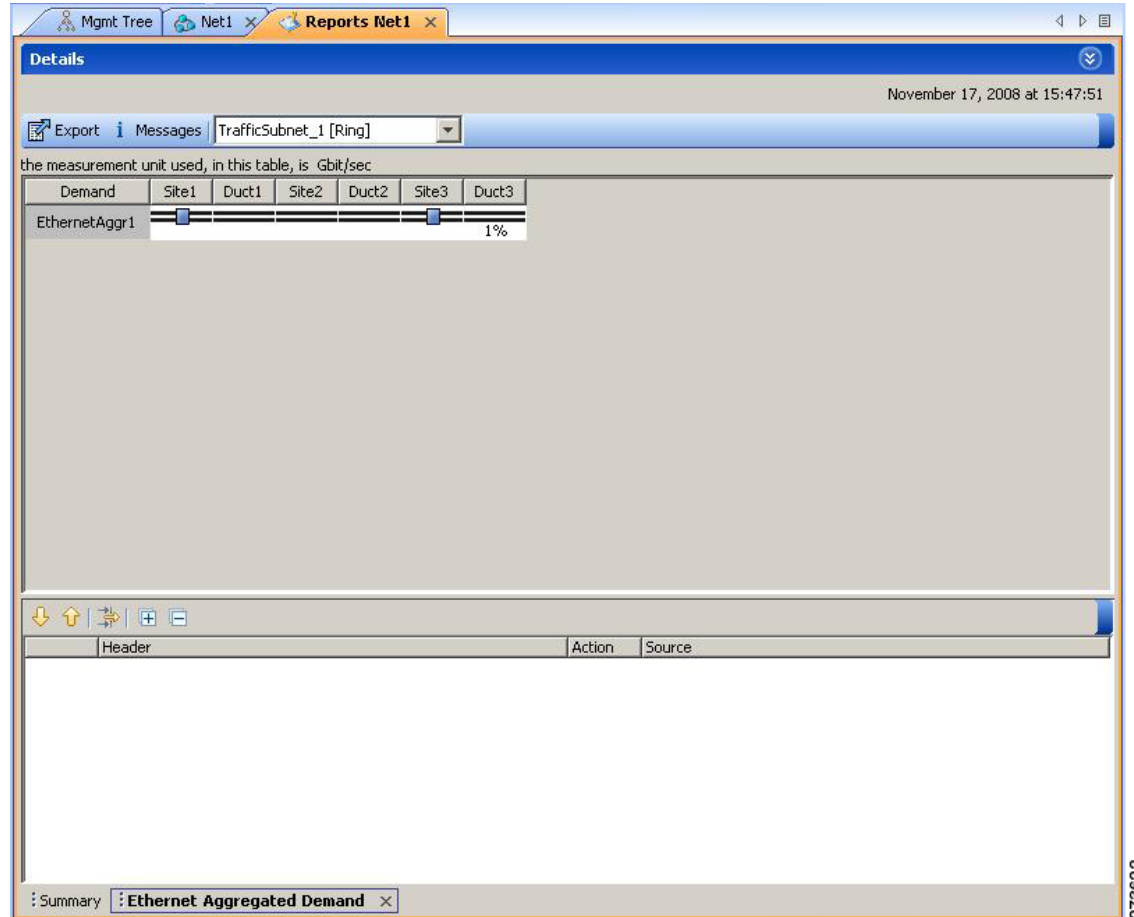 Mgmt Tree Net1 Reports Net1
Details
November 17, 2008 at 15:47:51
Export Messages TrafficSubnet_1 [Ring]
the measurement unit used, in this table, is Gbit/sec
Demand Site1 Duct1 Site2 Duct2 Site3 Duct3
EthernetAggr1
1%
Header Action Source
Summary Ethernet Aggregated Demand